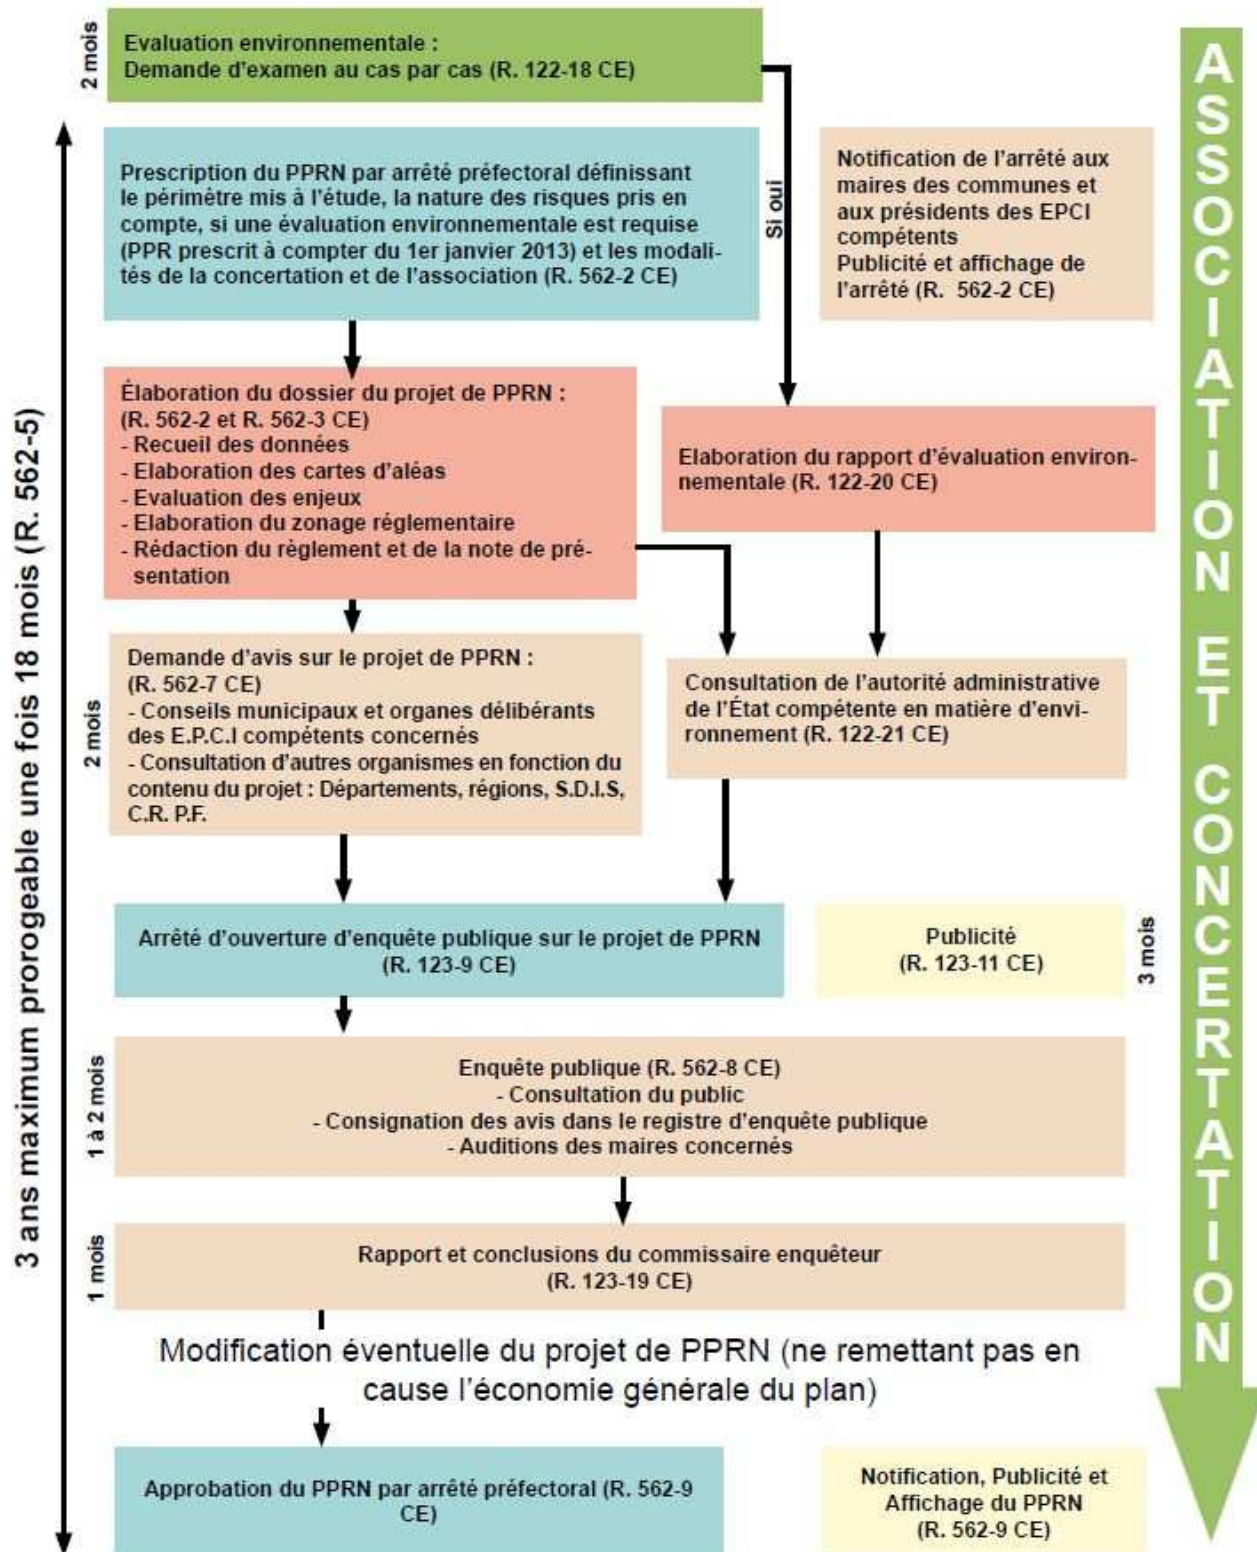 2 mois
Evaluation environnementale :
Demande d'examen au cas par cas (R. 122-18 CE)
Prescription du PPRN par arrêté préfectoral définissant
le périmètre mis à l'étude, la nature des risques pris en
compte, si une évaluation environnementale est requise
(PPR prescrit à compter du 1er janvier 2013) et les modali-
tés de la concertation et de l'association (R. 562-2 CE)
Si oui
Notification de l'arrêté aux
maires des communes et
aux présidents des EPCI
compétents
Publicité et affichage de
l'arrêté (R. 562-2 CE)
Élaboration du dossier du projet de PPRN :
(R. 562-2 et R. 562-3 CE)
- Recueil des données
- Elaboration des cartes d'aléas
- Evaluation des enjeux
- Elaboration du zonage réglementaire
- Rédaction du règlement et de la note de pré-
sentation
Elaboration du rapport d'évaluation environ-
nementale (R. 122-20 CE)
2 mois
Demande d'avis sur le projet de PPRN :
(R. 562-7 CE)
- Conseils municipaux et organes délibérants
des E.P.C.I compétents concernés
- Consultation d'autres organismes en fonction du
contenu du projet : Départements, régions, S.D.I.S,
C.R. P.F.
Consultation de l'autorité administrative
de l'État compétente en matière d'envi-
ronnement (R. 122-21 CE)
Arrêté d'ouverture d'enquête publique sur le projet de PPRN
(R. 123-9 CE)
Publicité
(R. 123-11 CE)
3 mois
1 à 2 mois
Enquête publique (R. 562-8 CE)
- Consultation du public
- Consignation des avis dans le registre d'enquête publique
- Auditions des maires concernés
1 mois
Rapport et conclusions du commissaire enquêteur
(R. 123-19 CE)
Modification éventuelle du projet de PPRN (ne remettant pas en
cause l'économie générale du plan)
Approbation du PPRN par arrêté préfectoral (R. 562-9
CE)
Notification, Publicité et
Affichage du PPRN
(R. 562-9 CE)
3 ans maximum prorogeable une fois 18 mois (R. 562-5)
ASSOCIATION ET CONCERTATION